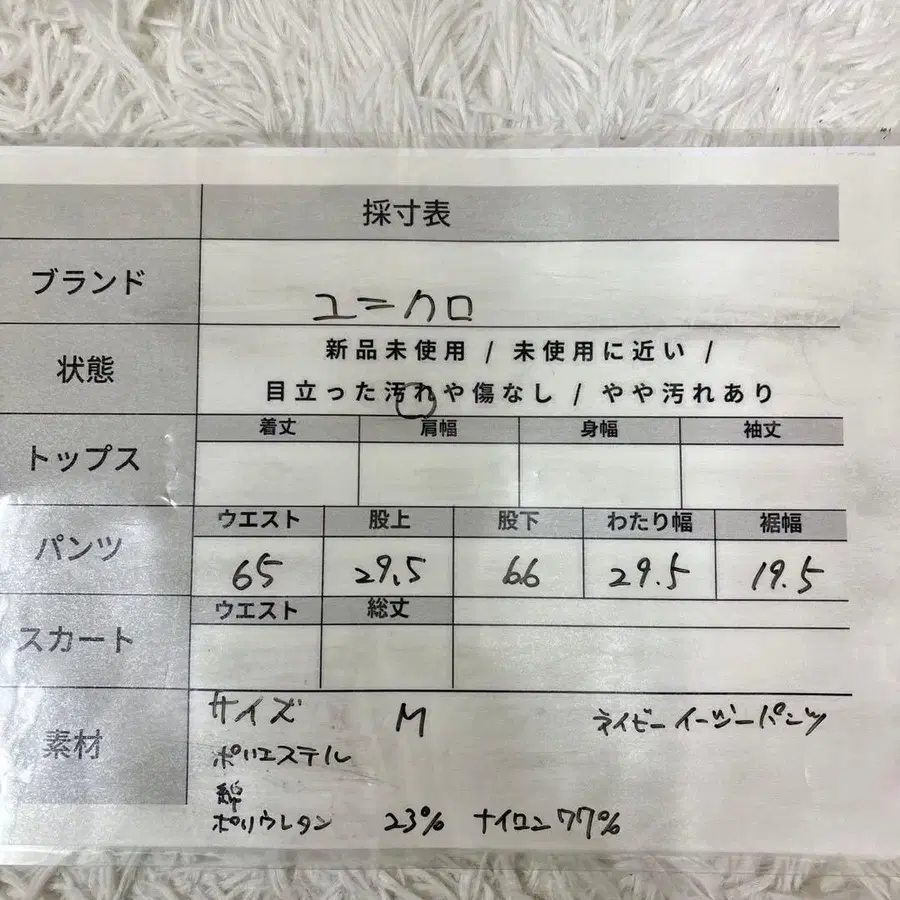 採寸表
ブランド
ユニクロ
状態
新品未使用 / 未使用に近い /
目立った汚れや傷なし / やや汚れあり
トップス
着丈 肩幅 身幅 袖丈
パンツ
ウエスト 股上 股下 わたり幅 裾幅
65 29.5 66 29.5 19.5
スカート
ウエスト 総丈
素材
サイズ M ネイビー イージーパンツ
ポリエステル
綿
ポリウレタン 23% ナイロン 77%